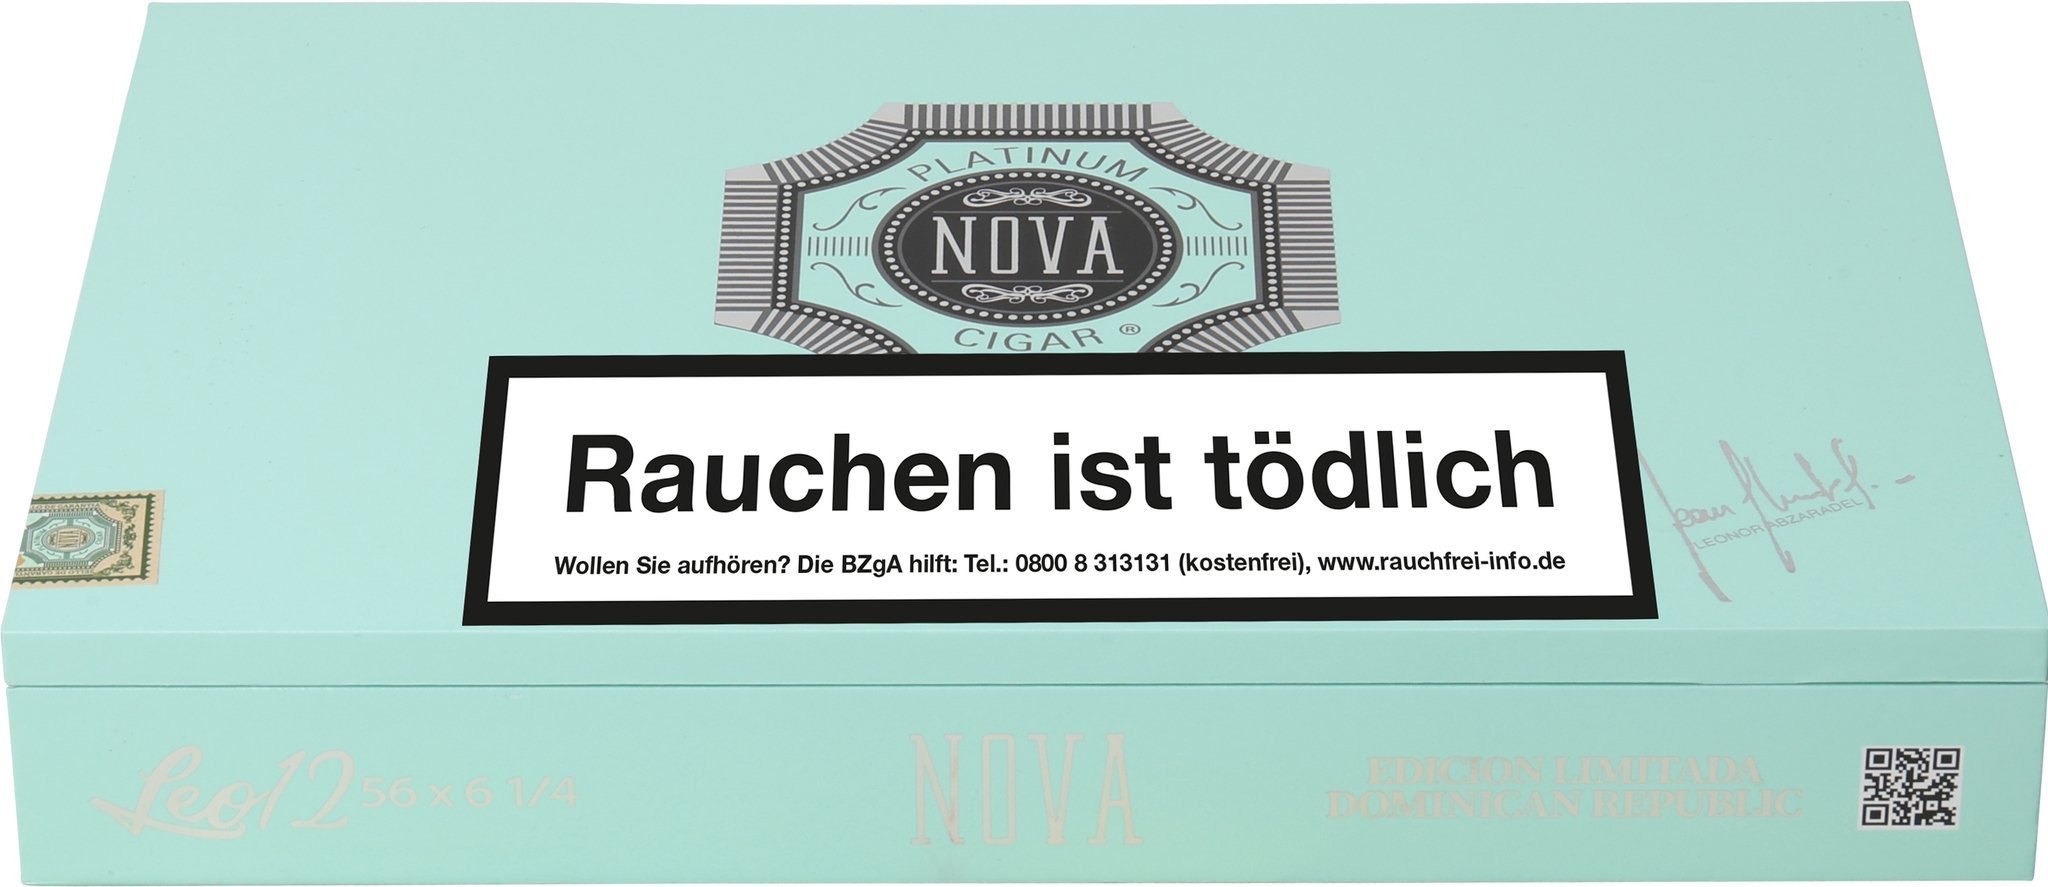 PLATINUM
NOVA
CIGAR ®
Rauchen ist tödlich
Wollen Sie aufhören? Die BZgA hilft: Tel.: 0800 8 313131 (kostenfrei), www.rauchfrei-info.de
LEONOR ABZARADEL
Leo12 56 x 6 1/4
NOVA
EDICION LIMITADA
DOMINICAN REPUBLIC